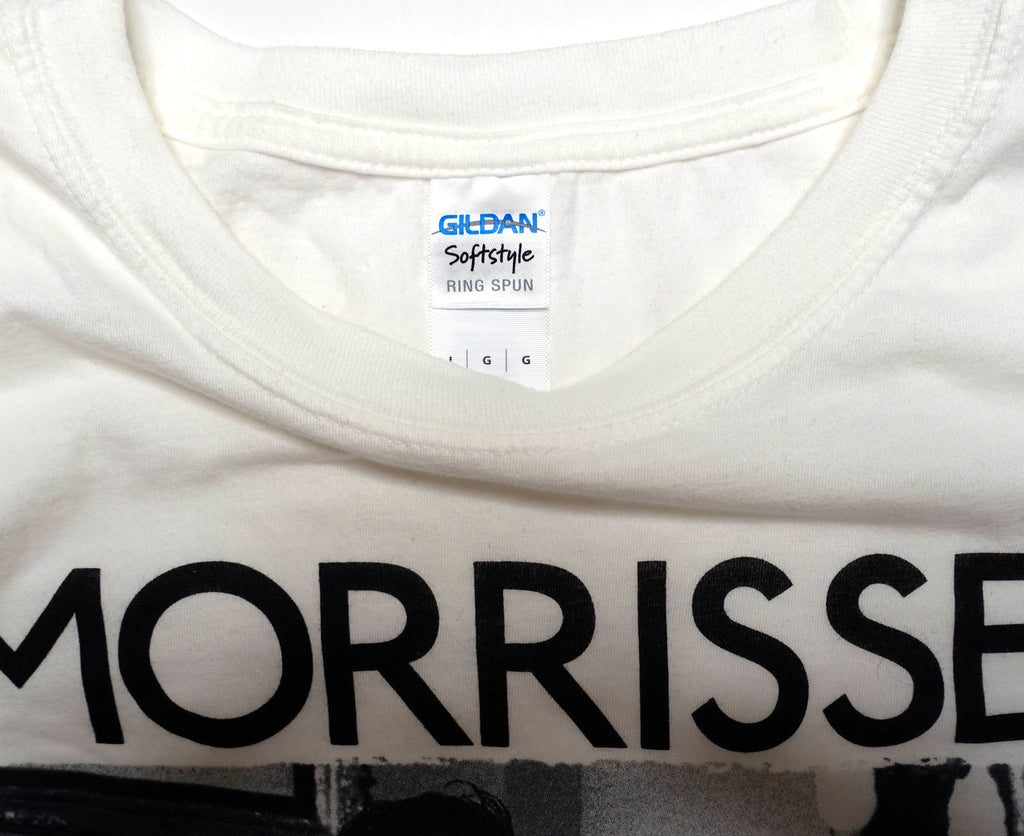 GILDAN®
Softstyle
RING SPUN
G | G
MORRISSE